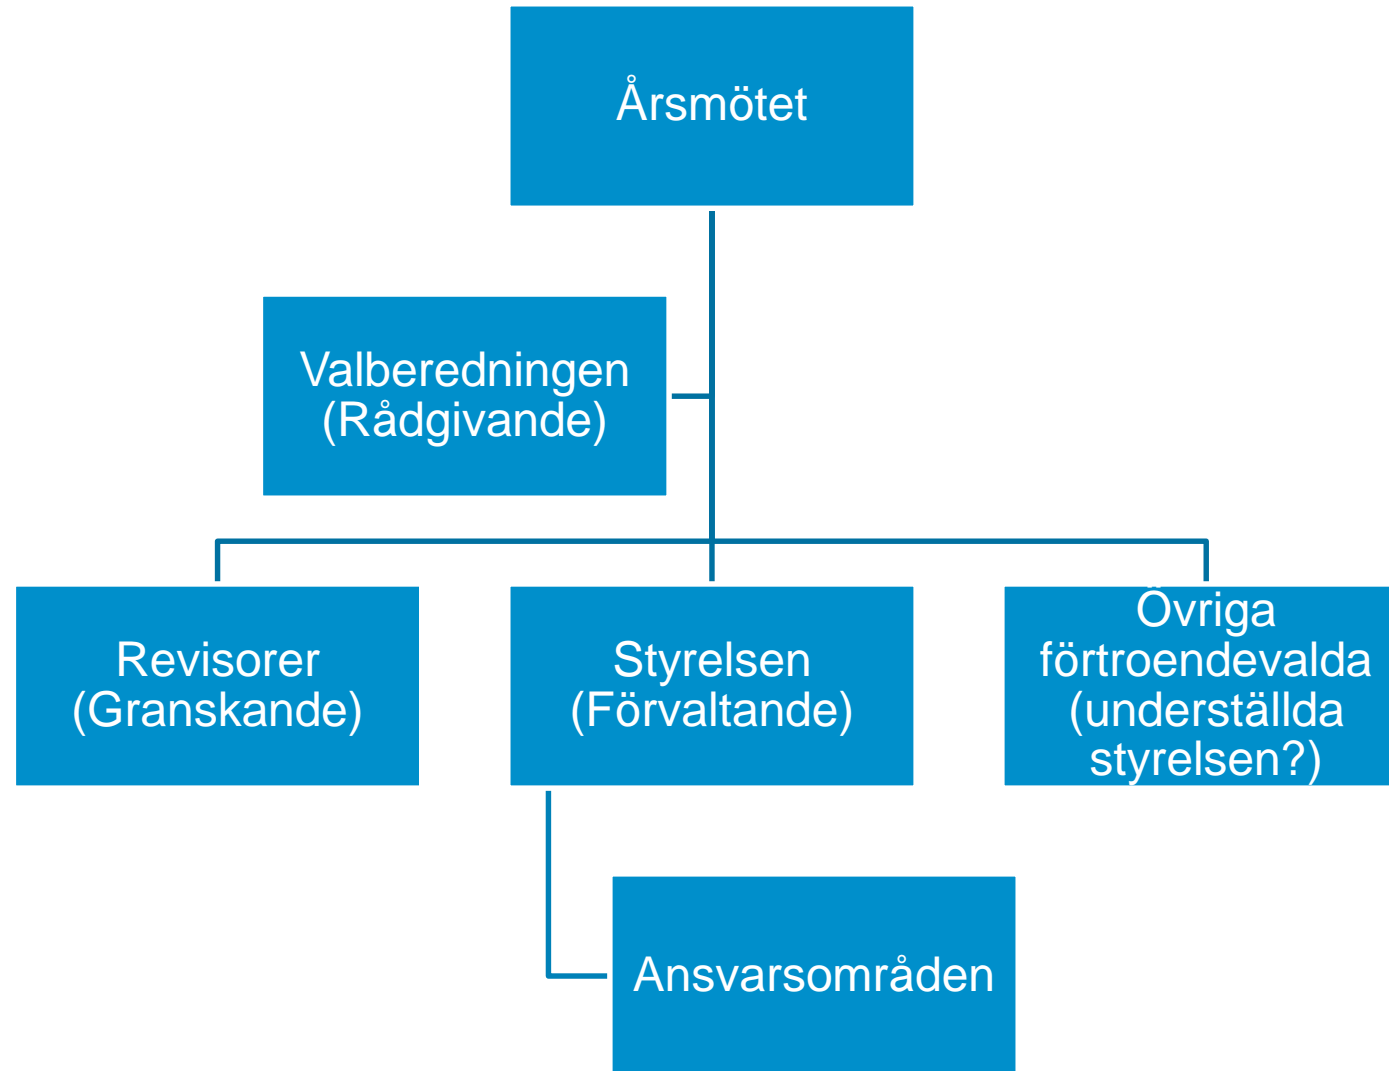 Årsmötet
Valberedningen
(Rådgivande)
Revisorer
(Granskande)
Styrelsen
(Förvaltande)
Övriga
förtroendevalda
(underställda
styrelsen?)
Ansvarsområden